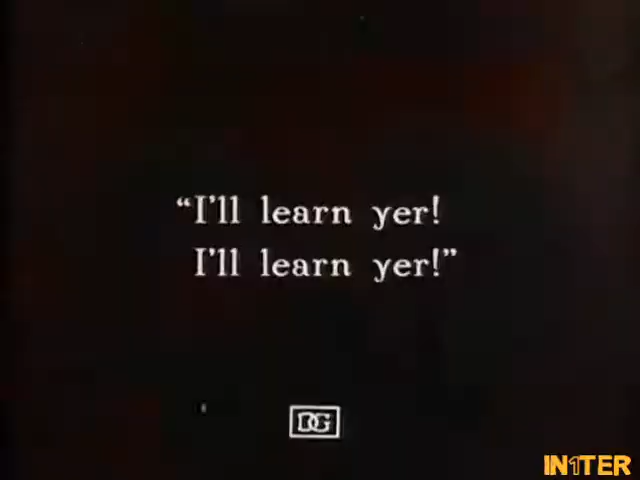 “I'll learn yer!
I'll learn yer!”
DG
IN1TER